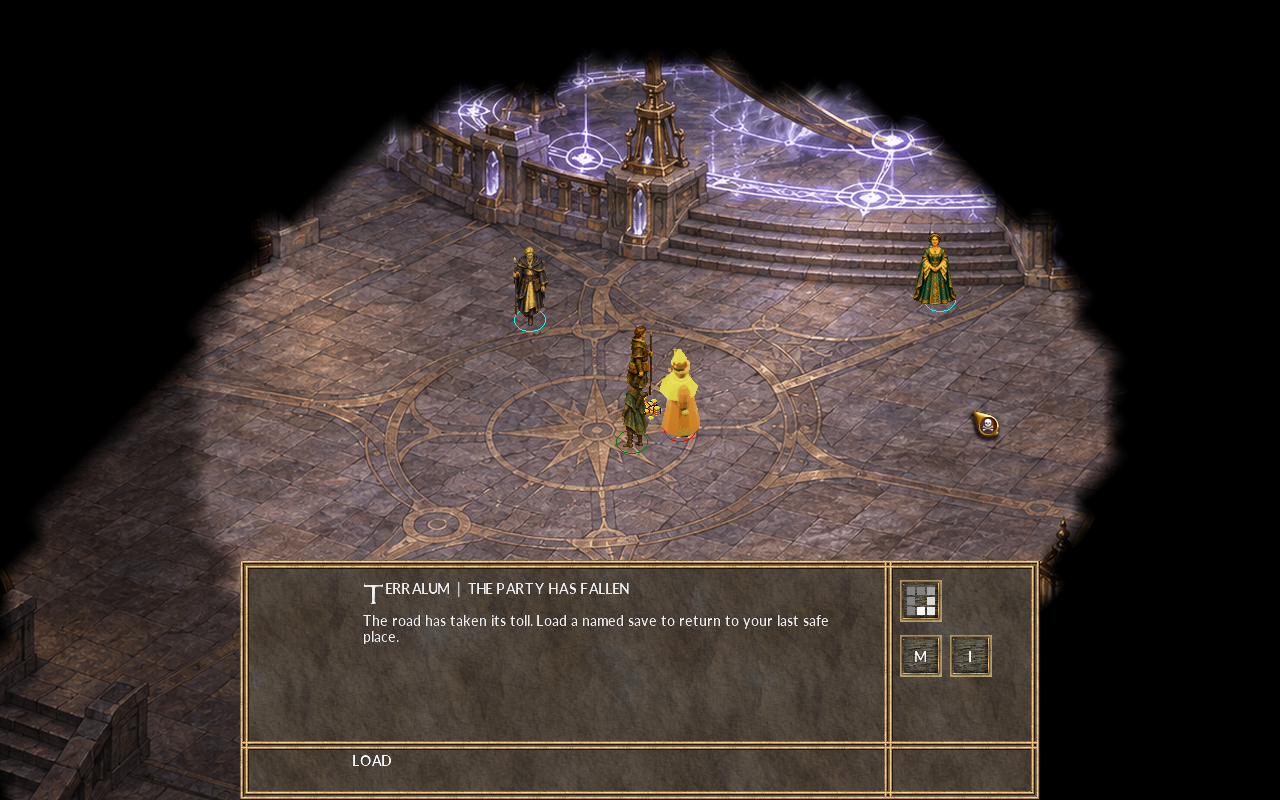 TERRALUM | THE PARTY HAS FALLEN
The road has taken its toll. Load a named save to return to your last safe
place.
M I
LOAD